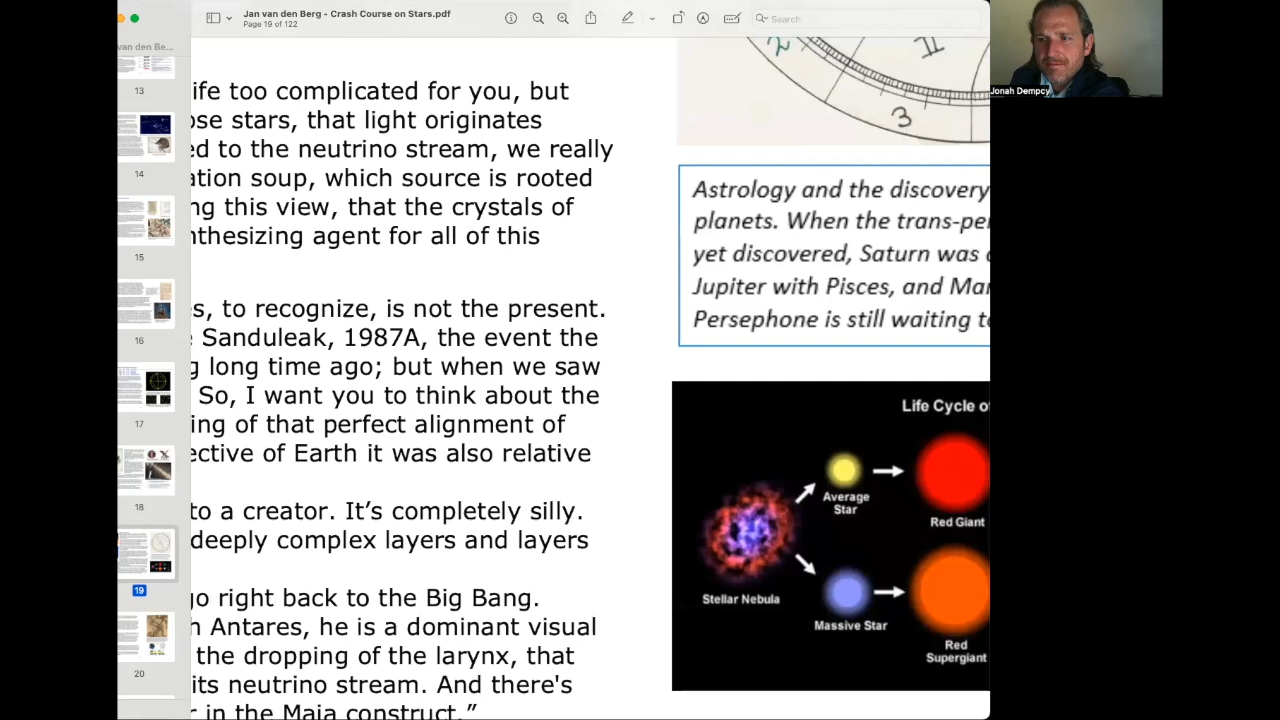 Jan van den Berg - Crash Course on Stars.pdf
Page 19 of 122
Search
van den Be...
13
14
15
16
17
18
19
20
ife too complicated for you, but
ose stars, that light originates
ed to the neutrino stream, we really
ation soup, which source is rooted
ng this view, that the crystals of
nthesizing agent for all of this
s, to recognize, is not the present.
Sanduleak, 1987A, the event the
g long time ago; but when we saw
So, I want you to think about the
ing of that perfect alignment of
ective of Earth it was also relative
to a creator. It’s completely silly.
deeply complex layers and layers
go right back to the Big Bang.
n Antares, he is a dominant visual
the dropping of the larynx, that
its neutrino stream. And there's
r in the Maia construct.”
2
3
Astrology and the discovery
planets. When the trans-pe
yet discovered, Saturn was
Jupiter with Pisces, and Mar
Persephone is still waiting to
Life Cycle of
Average
Star
Red Giant
Stellar Nebula
Massive Star
Red
Supergiant
Jonah Dempcy